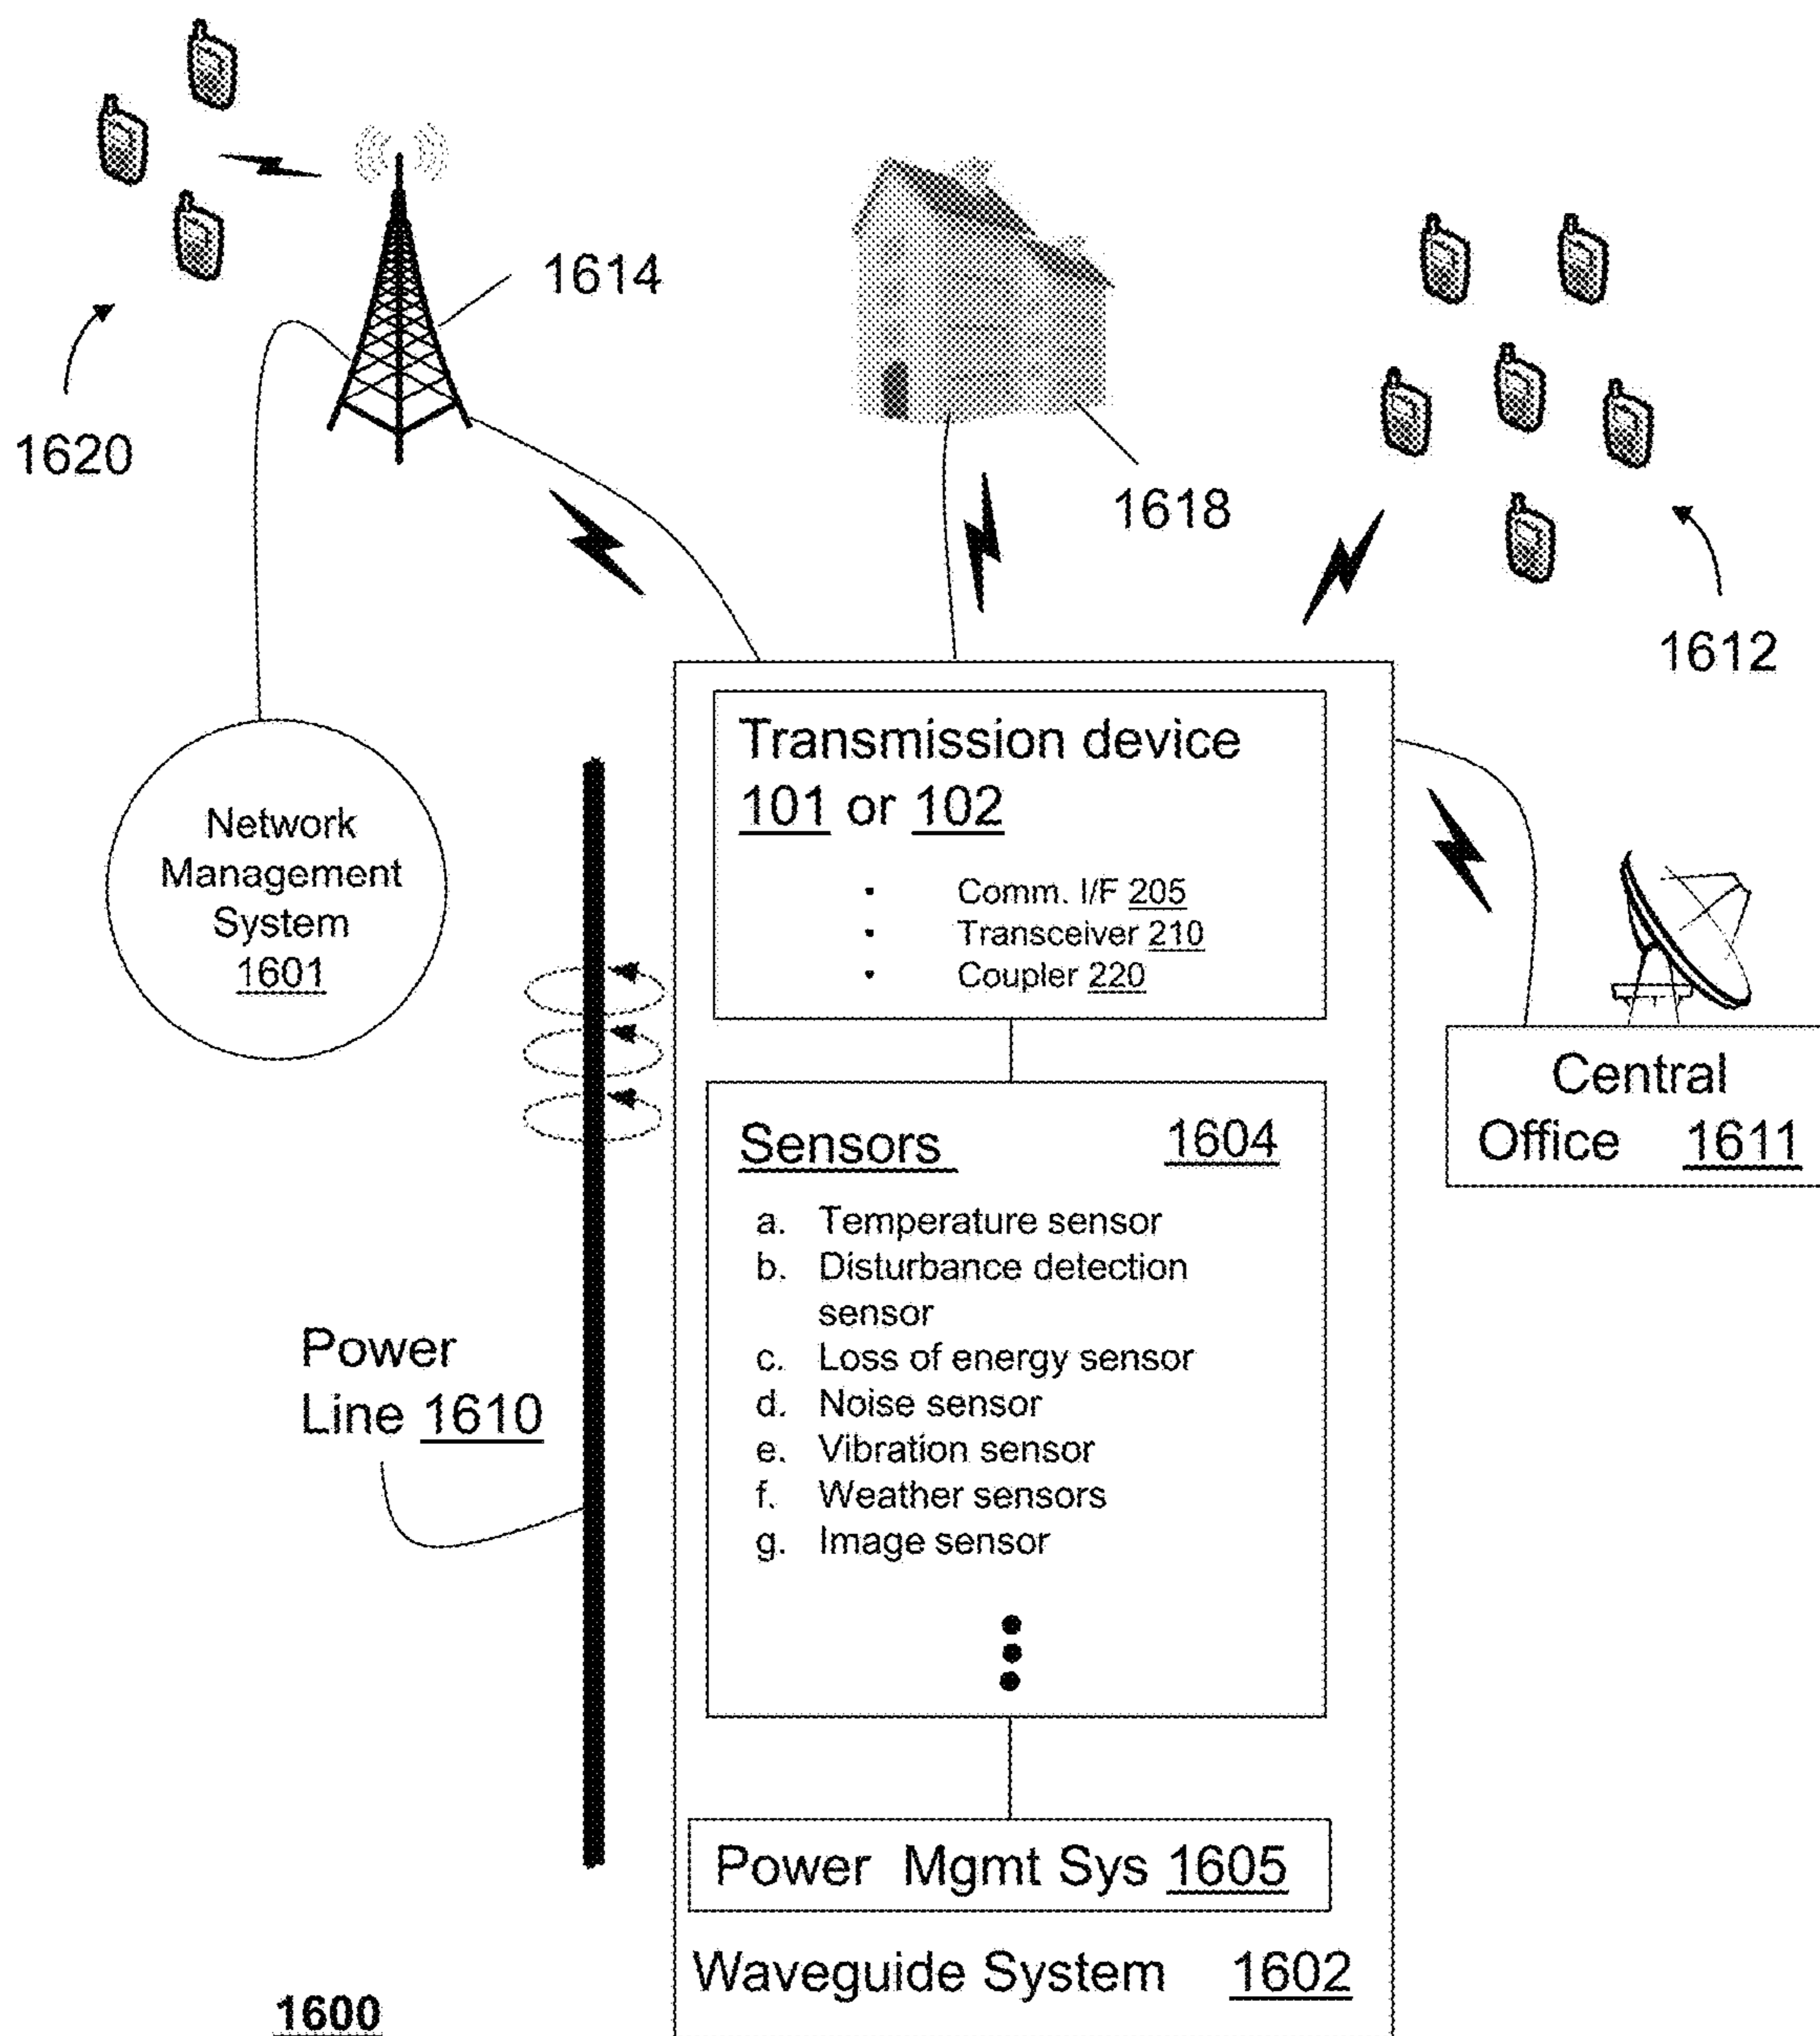 1614
1620
1618
1612
Network
Management
System
1601
Transmission device
101 or 102
• Comm. I/F 205
• Transceiver 210
• Coupler 220
Central
Office 1611
Sensors 1604
a. Temperature sensor
b. Disturbance detection
sensor
c. Loss of energy sensor
d. Noise sensor
e. Vibration sensor
f. Weather sensors
g. Image sensor
Power
Line 1610
Power Mgmt Sys 1605
Waveguide System 1602
1600